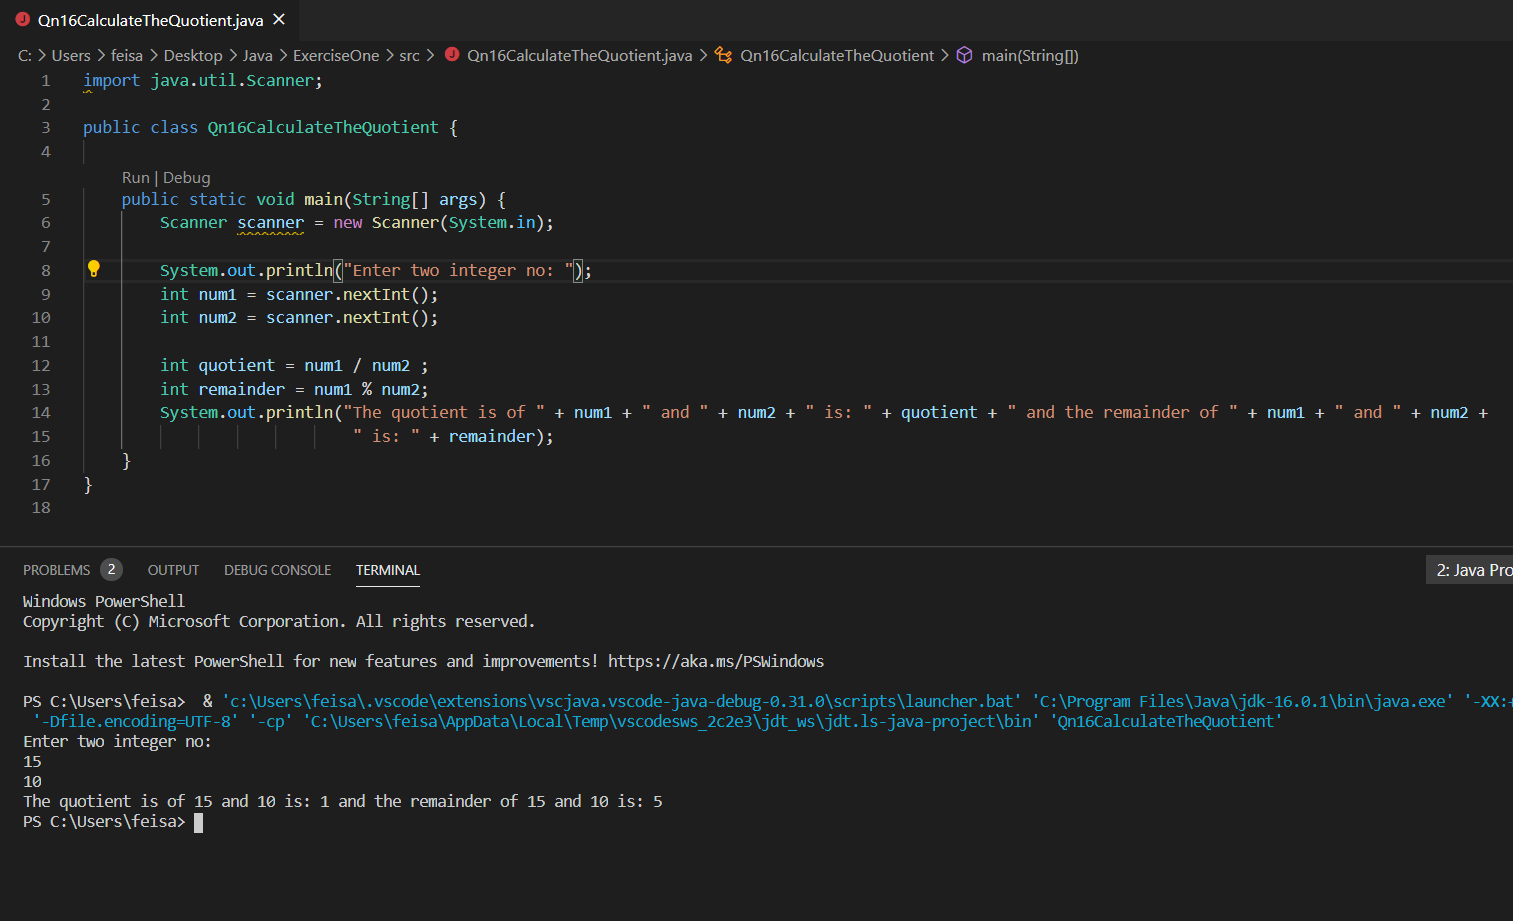 Qn16CalculateTheQuotient.java
C: > Users > feisa > Desktop > Java > ExerciseOne > src > Qn16CalculateTheQuotient.java > Qn16CalculateTheQuotient > main(String[])
1 import java.util.Scanner;
2
3 public class Qn16CalculateTheQuotient {
4
Run | Debug
5 public static void main(String[] args) {
6 Scanner scanner = new Scanner(System.in);
7
8 System.out.println("Enter two integer no: ");
9 int num1 = scanner.nextInt();
10 int num2 = scanner.nextInt();
11
12 int quotient = num1 / num2 ;
13 int remainder = num1 % num2;
14 System.out.println("The quotient is of " + num1 + " and " + num2 + " is: " + quotient + " and the remainder of " + num1 + " and " + num2 +
15 " is: " + remainder);
16 }
17 }
18
PROBLEMS 2 OUTPUT DEBUG CONSOLE TERMINAL 2: Java Pro
Windows PowerShell
Copyright (C) Microsoft Corporation. All rights reserved.
Install the latest PowerShell for new features and improvements! https://aka.ms/PSWindows
PS C:\Users\feisa> & 'c:\Users\feisa\.vscode\extensions\vscjava.vscode-java-debug-0.31.0\scripts\launcher.bat' 'C:\Program Files\Java\jdk-16.0.1\bin\java.exe' '-XX:+
'-Dfile.encoding=UTF-8' '-cp' 'C:\Users\feisa\AppData\Local\Temp\vscodesws_2c2e3\jdt_ws\jdt.ls-java-project\bin' 'Qn16CalculateTheQuotient'
Enter two integer no:
15
10
The quotient is of 15 and 10 is: 1 and the remainder of 15 and 10 is: 5
PS C:\Users\feisa>